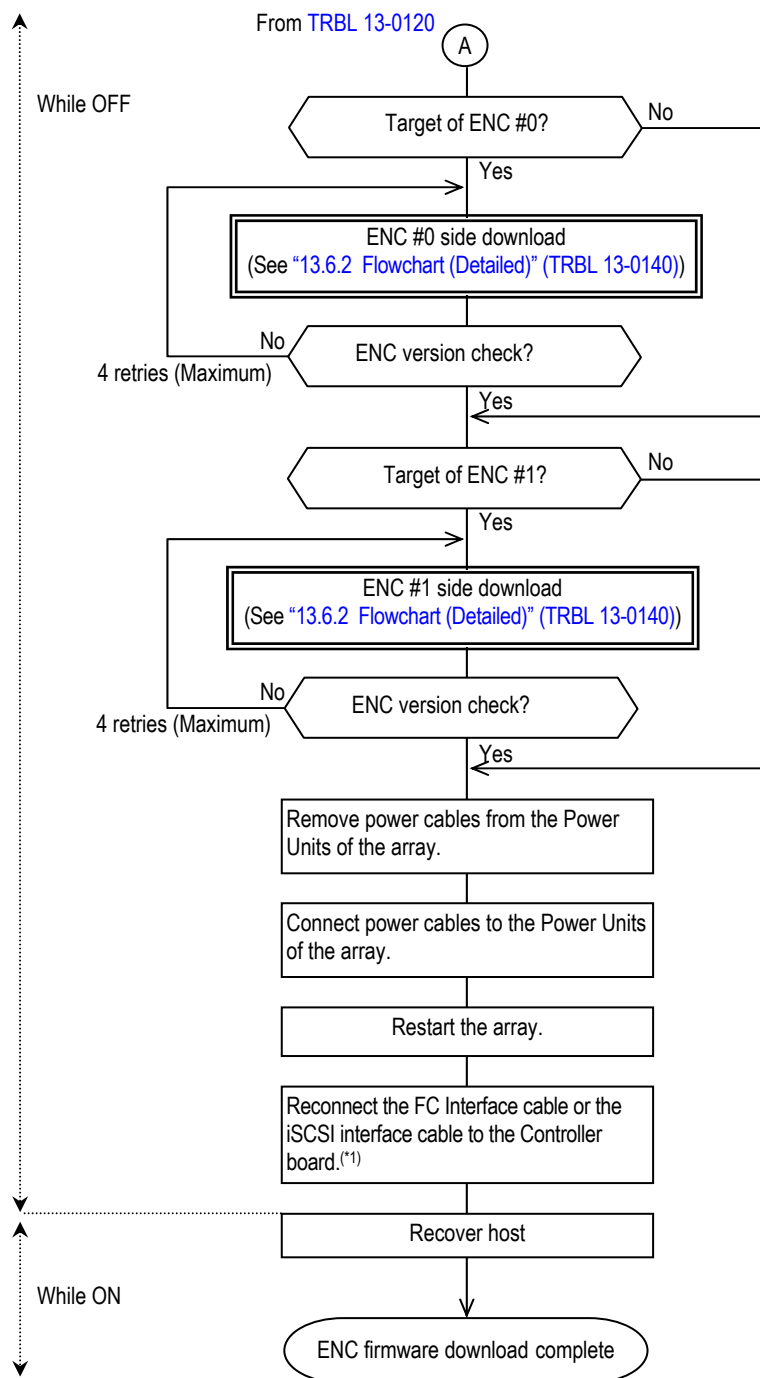 From TRBL 13-0120
A
While OFF
Target of ENC #0?
No
Yes
ENC #0 side download
(See “13.6.2 Flowchart (Detailed)” (TRBL 13-0140))
No
ENC version check?
4 retries (Maximum)
Yes
Target of ENC #1?
No
Yes
ENC #1 side download
(See “13.6.2 Flowchart (Detailed)” (TRBL 13-0140))
No
ENC version check?
4 retries (Maximum)
Yes
Remove power cables from the Power
Units of the array.
Connect power cables to the Power Units
of the array.
Restart the array.
Reconnect the FC Interface cable or the
iSCSI interface cable to the Controller
board.(*1)
Recover host
While ON
ENC firmware download complete